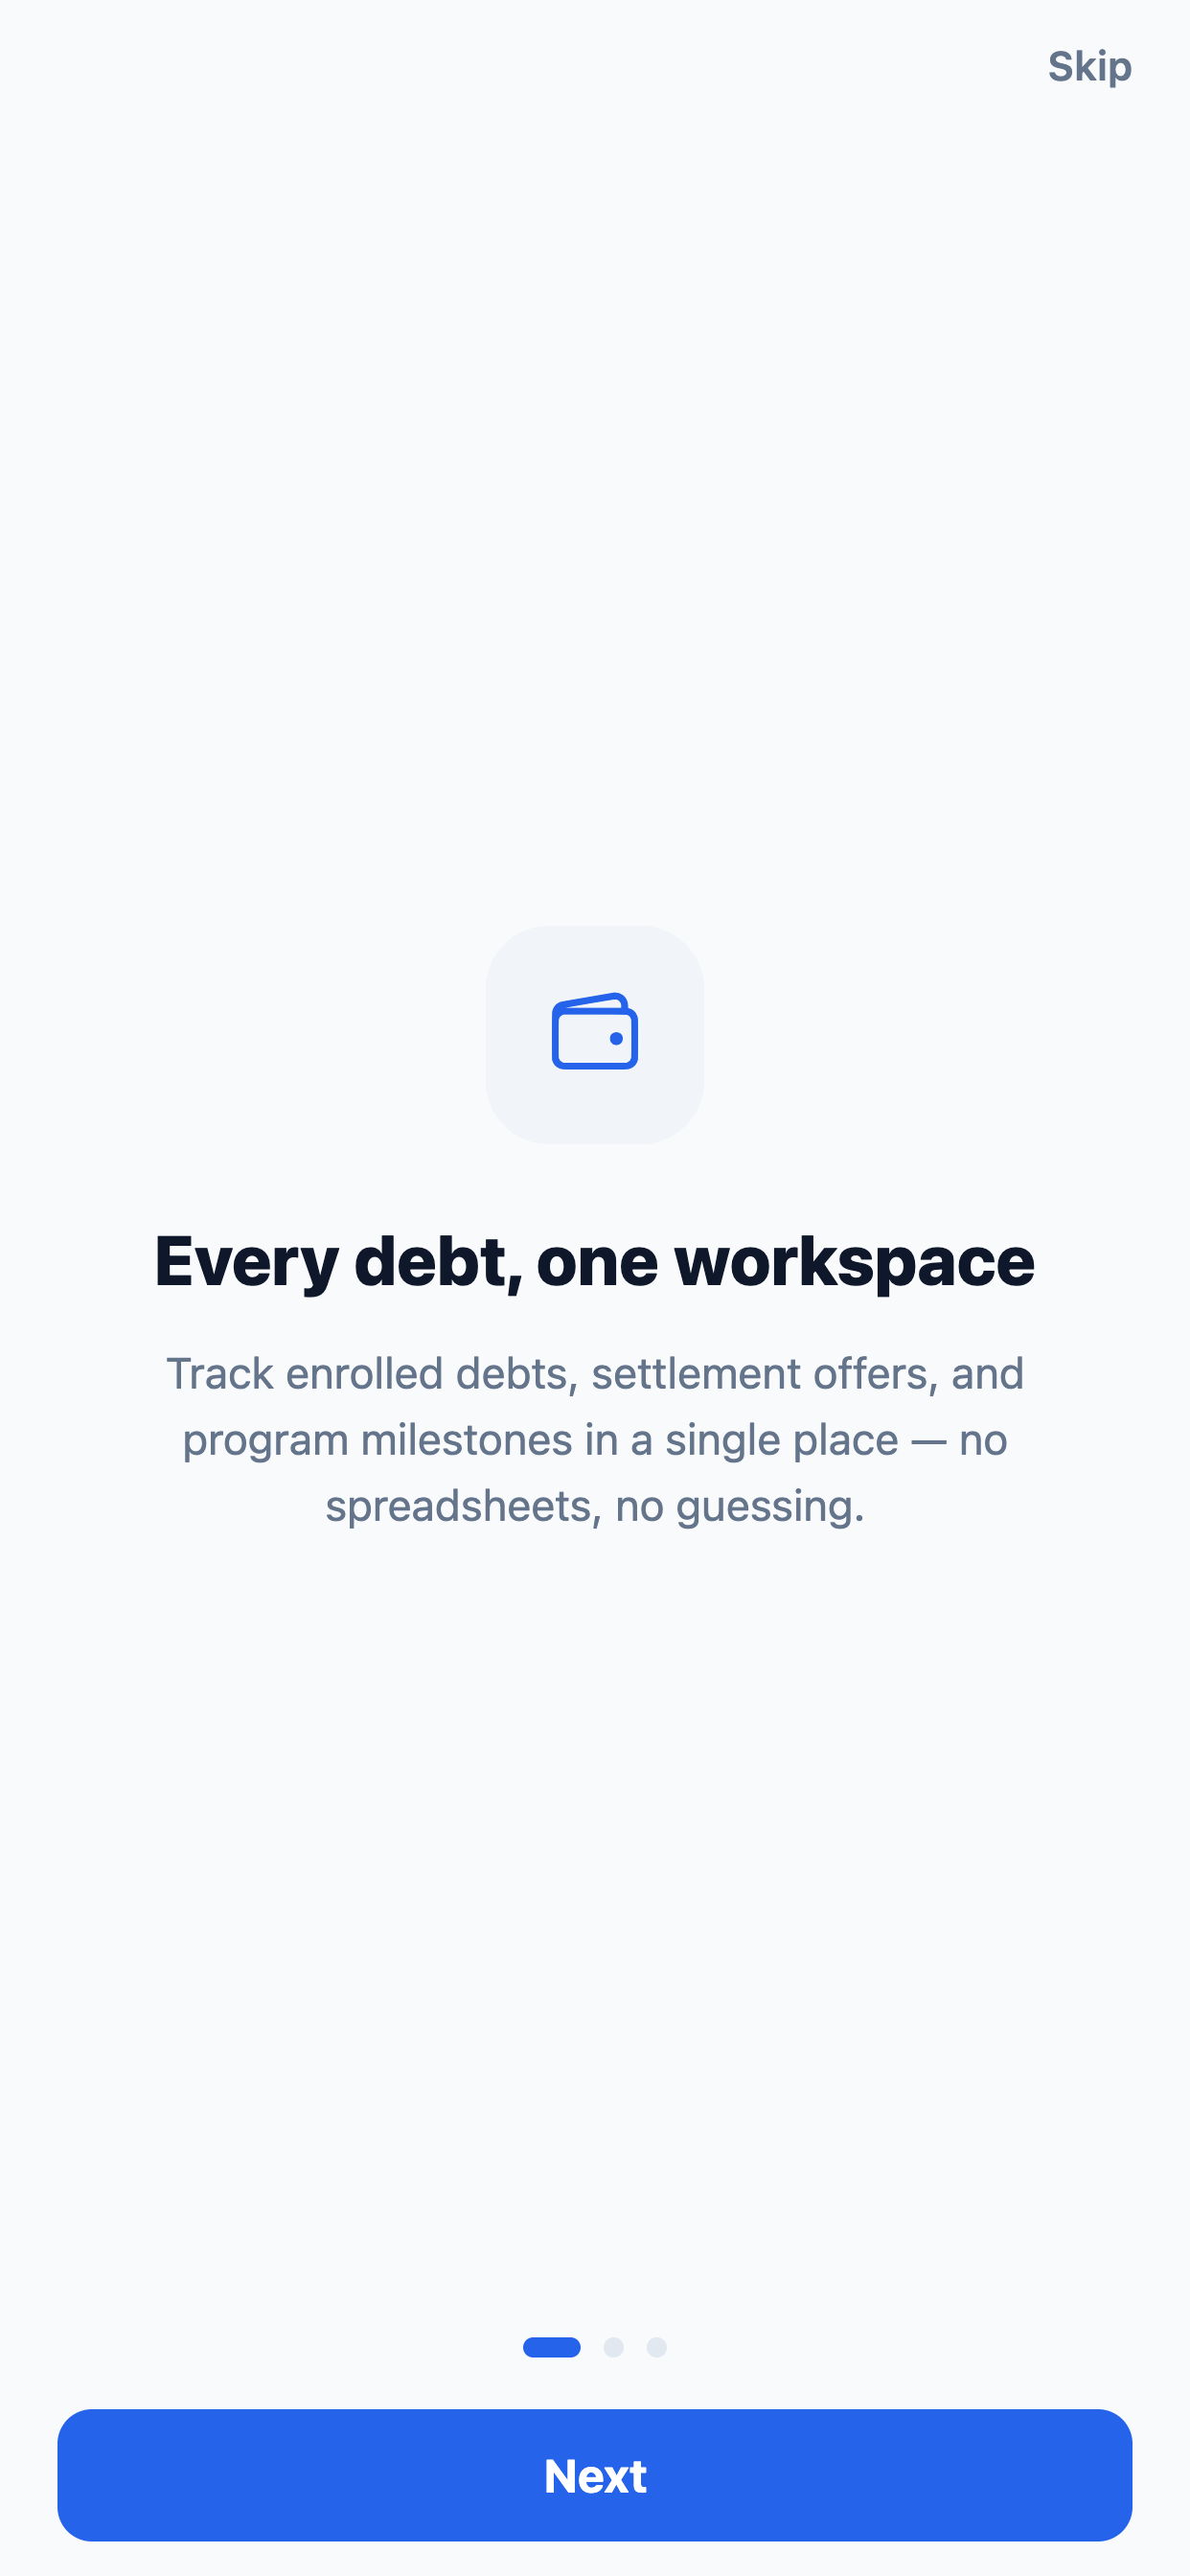 Skip
Every debt, one workspace
Track enrolled debts, settlement offers, and
program milestones in a single place — no
spreadsheets, no guessing.
Next